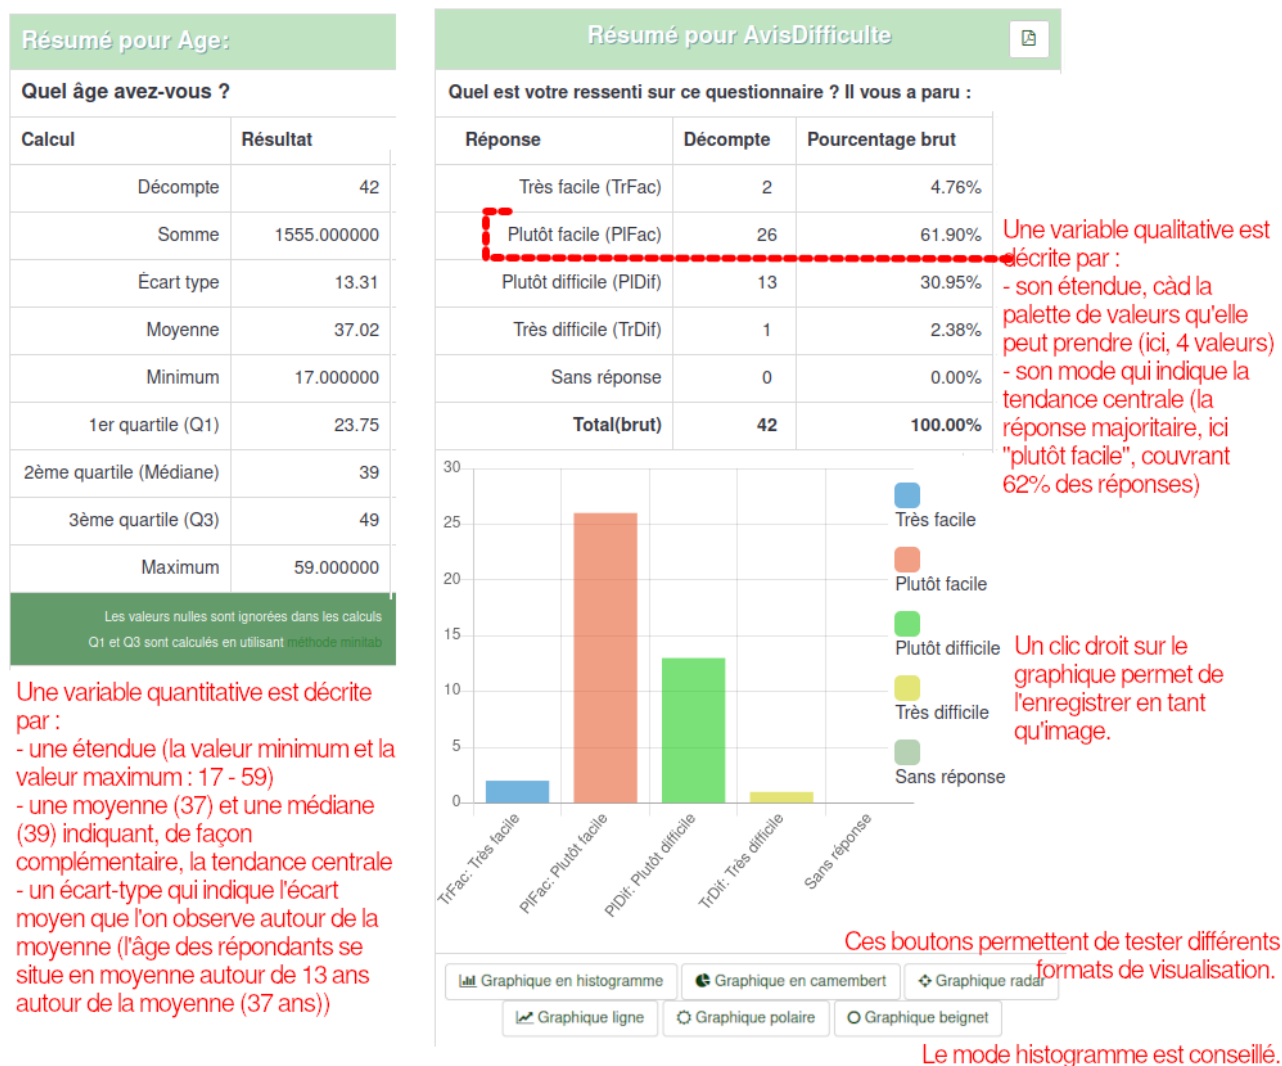 Résumé pour Age:
Quel âge avez-vous ?
Calcul Résultat
Décompte 42
Somme 1555.000000
Écart type 13.31
Moyenne 37.02
Minimum 17.000000
1er quartile (Q1) 23.75
2ème quartile (Médiane) 39
3ème quartile (Q3) 49
Maximum 59.000000
Les valeurs nulles sont ignorées dans les calculs
Q1 et Q3 sont calculés en utilisant méthode minitab
Une variable quantitative est décrite
par :
- une étendue (la valeur minimum et la
valeur maximum : 17 - 59)
- une moyenne (37) et une médiane
(39) indiquant, de façon
complémentaire, la tendance centrale
- un écart-type qui indique l'écart
moyen que l'on observe autour de la
moyenne (l'âge des répondants se
situe en moyenne autour de 13 ans
autour de la moyenne (37 ans))
Résumé pour AvisDifficulte
Quel est votre ressenti sur ce questionnaire ? Il vous a paru :
Réponse Décompte Pourcentage brut
Très facile (TrFac) 2 4.76%
Plutôt facile (PlFac) 26 61.90%
Plutôt difficile (PlDif) 13 30.95%
Très difficile (TrDif) 1 2.38%
Sans réponse 0 0.00%
Total(brut) 42 100.00%
Une variable qualitative est
décrite par :
- son étendue, càd la
palette de valeurs qu'elle
peut prendre (ici, 4 valeurs)
- son mode qui indique la
tendance centrale (la
réponse majoritaire, ici
"plutôt facile", couvrant
62% des réponses)
30
25
20
15
10
5
0
TrFac: Très facile
PlFac: Plutôt facile
PlDif: Plutôt difficile
TrDif: Très difficile
Sans réponse
Très facile
Plutôt facile
Plutôt difficile
Très difficile
Sans réponse
Un clic droit sur le
graphique permet de
l'enregistrer en tant
qu'image.
Ces boutons permettent de tester différents
formats de visualisation.
Graphique en histogramme
Graphique en camembert
Graphique radar
Graphique ligne
Graphique polaire
Graphique beignet
Le mode histogramme est conseillé.